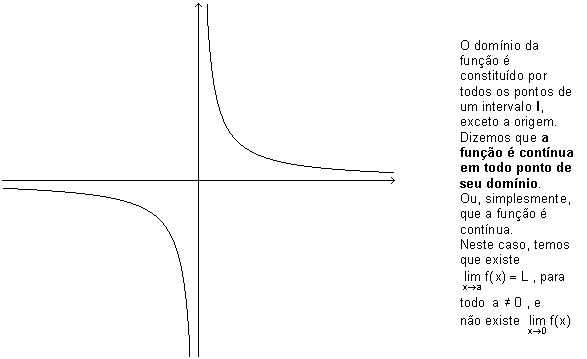 O domínio da
função é
constituído por
todos os pontos de
um intervalo I,
exceto a origem.
Dizemos que a
função é contínua
em todo ponto de
seu domínio.
Ou, simplesmente,
que a função é
contínua.
Neste caso, temos
que existe
lim f(x) = L , para
x→a
todo a ≠ 0 , e
não existe lim f(x)
x→0